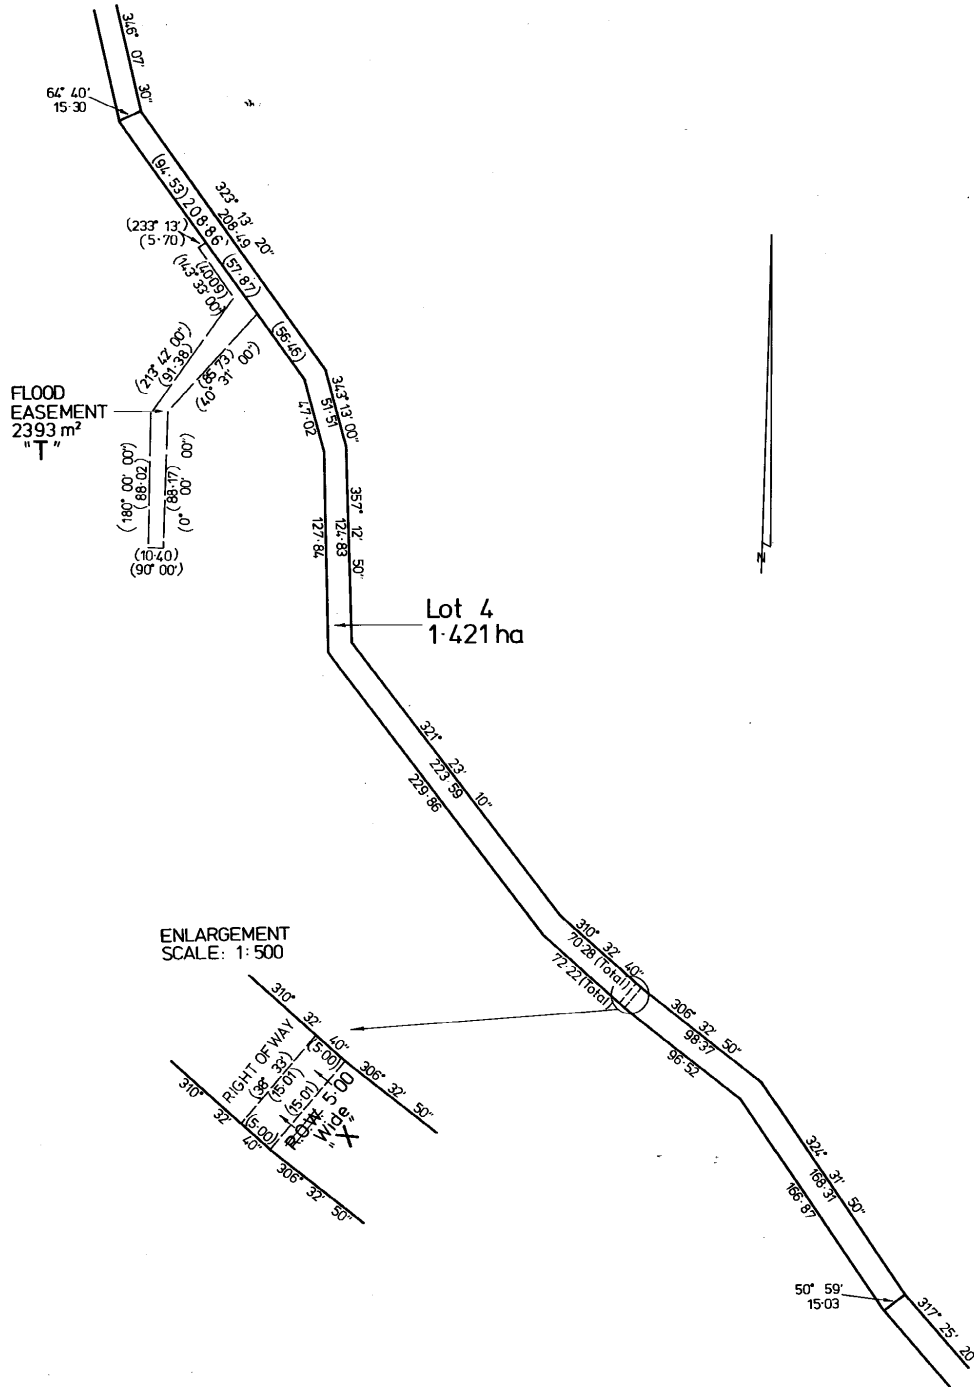 346° 07' 30"
64° 40'
15·30
323° 13' 20"
208·49
(94·53)
208·86
(57·87)
(56·46)
(233° 13')
(5·70)
(40·09)
(143° 33' 00")
(213° 42' 00")
(91·38)
(85·73)
(40° 31' 00")
FLOOD
EASEMENT
2393 m²
"T"
(180° 00' 00")
(88·02)
(88·17)
(0° 00' 00")
(10·40)
(90° 00')
343° 13' 00"
51·51
47·02
357° 12' 50"
124·83
127·84
N
Lot 4
1·421 ha
321° 23' 10"
223·59
229·86
ENLARGEMENT
SCALE: 1:500
310° 32' 40"
70·28 (Total)
72·22 (Total)
306° 32' 50"
98·37
96·52
310° 32' 40"
306° 32' 50"
RIGHT OF WAY
(38° 33')
(15·01)
(15·01)
(5·00)
(5·00)
R.O.W. 5·00
Wide
"X"
310° 32' 40"
306° 32' 50"
324° 31' 50"
168·31
166·87
50° 59'
15·03
317° 25' 20